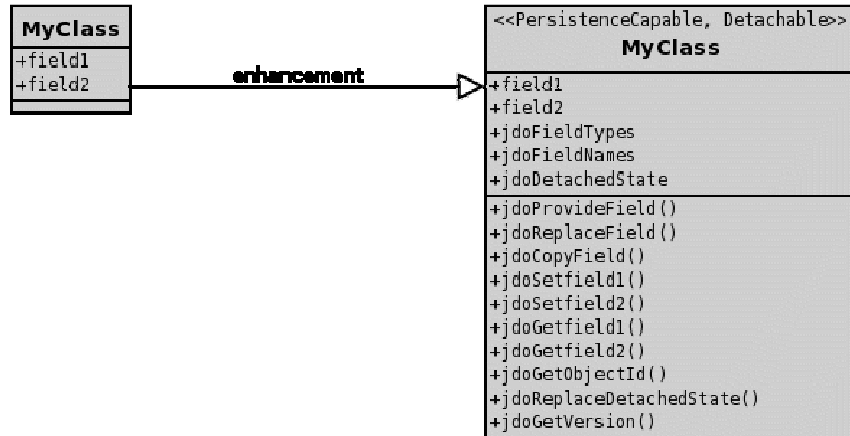 MyClass
+field1
+field2
enhancement
<<PersistenceCapable, Detachable>>
MyClass
+field1
+field2
+jdoFieldTypes
+jdoFieldNames
+jdoDetachedState
+jdoProvideField()
+jdoReplaceField()
+jdoCopyField()
+jdoSetfield1()
+jdoSetfield2()
+jdoGetfield1()
+jdoGetfield2()
+jdoGetObjectId()
+jdoReplaceDetachedState()
+jdoGetVersion()